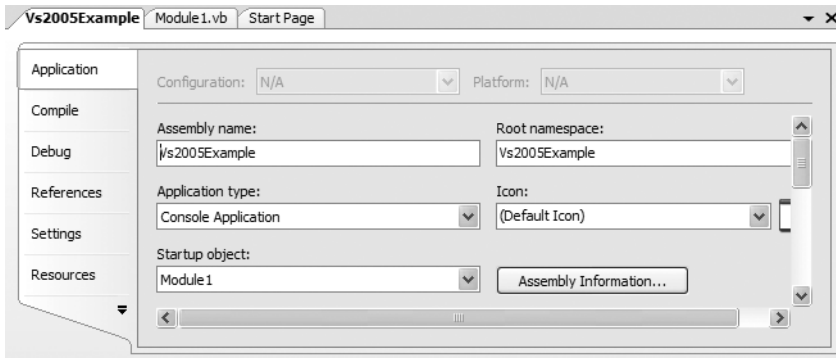 Vs2005Example Module1.vb Start Page
Application
Configuration: N/A Platform: N/A
Compile
Assembly name: Root namespace:
Debug
Vs2005Example Vs2005Example
References
Application type: Icon:
Console Application (Default Icon)
Settings
Startup object:
Resources
Module1 Assembly Information...